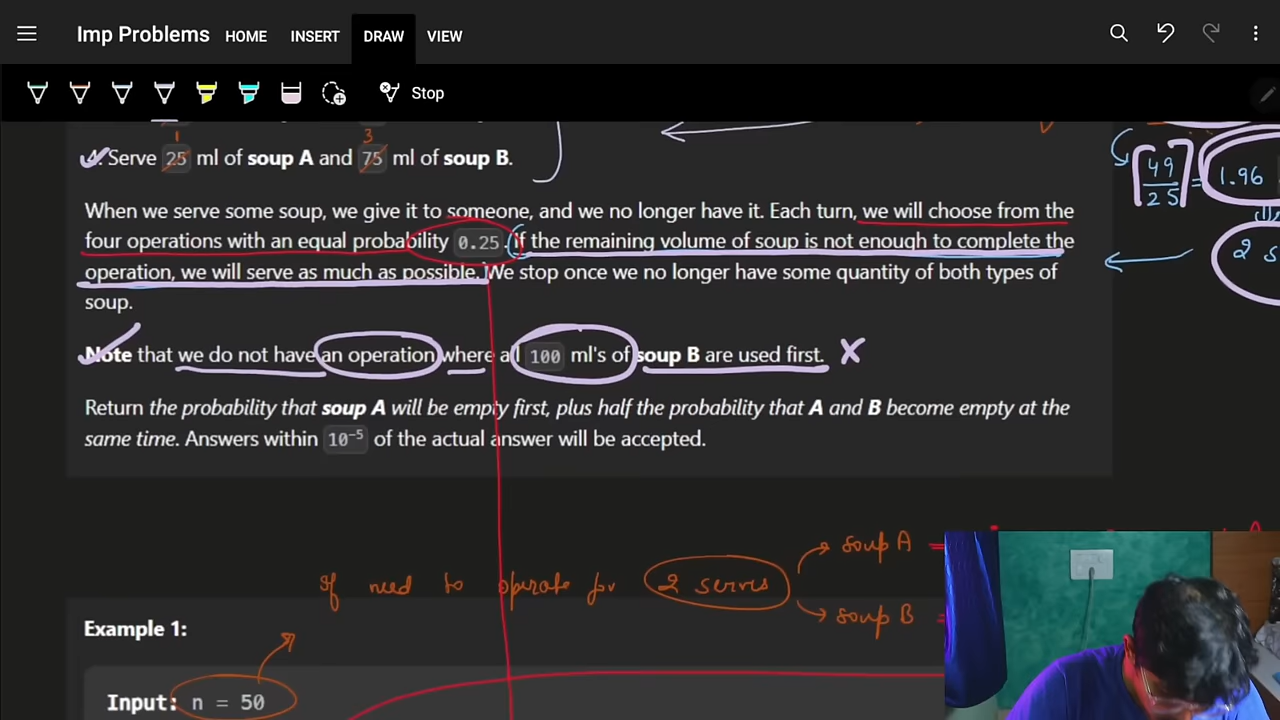 Imp Problems HOME INSERT DRAW VIEW
Stop
1 3
4. Serve 25 ml of soup A and 75 ml of soup B.
49
25 = 1.96
When we serve some soup, we give it to someone, and we no longer have it. Each turn, we will choose from the
four operations with an equal probability 0.25. If the remaining volume of soup is not enough to complete the
2 s
operation, we will serve as much as possible. We stop once we no longer have some quantity of both types of
soup.
Note that we do not have an operation where all 100 ml's of soup B are used first. X
Return the probability that soup A will be empty first, plus half the probability that A and B become empty at the
same time. Answers within 10⁻⁵ of the actual answer will be accepted.
soup A =
If need to operate for 2 serves
soup B =
Example 1:
Input: n = 50